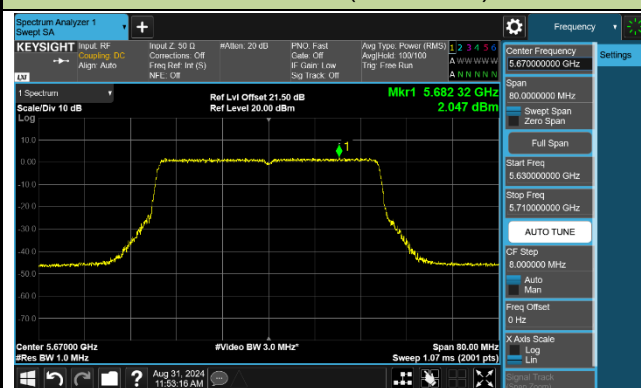 Spectrum Analyzer 1
Swept SA
Frequency
KEYSIGHT
Input: RF
Coupling: DC
Align: Auto
Input Z: 50 Ω
Corrections: Off
Freq Ref: Int (S)
NFE: Off
#Atten: 20 dB
PNO: Fast
Gate: Off
IF Gain: Low
Sig Track: Off
Avg Type: Power (RMS)
Avg|Hold: 100/100
Trig: Free Run
1 2 3 4 5 6
A W W W W W
A N N N N N
LXI
1 Spectrum
Scale/Div 10 dB
Log
Ref Lvl Offset 21.50 dB
Ref Level 20.00 dBm
Mkr1 5.682 32 GHz
2.047 dBm
1
10.0
0.00
-10.0
-20.0
-30.0
-40.0
-50.0
-60.0
-70.0
Center 5.67000 GHz
#Res BW 1.0 MHz
#Video BW 3.0 MHz*
Span 80.00 MHz
Sweep 1.07 ms (2001 pts)
Aug 31, 2024
11:53:16 AM
Center Frequency
5.670000000 GHz
Settings
Span
80.0000000 MHz
Swept Span
Zero Span
Full Span
Start Freq
5.630000000 GHz
Stop Freq
5.710000000 GHz
AUTO TUNE
CF Step
8.000000 MHz
Auto
Man
Freq Offset
0 Hz
X Axis Scale
Log
Lin
Signal Track
(Span Zoom)